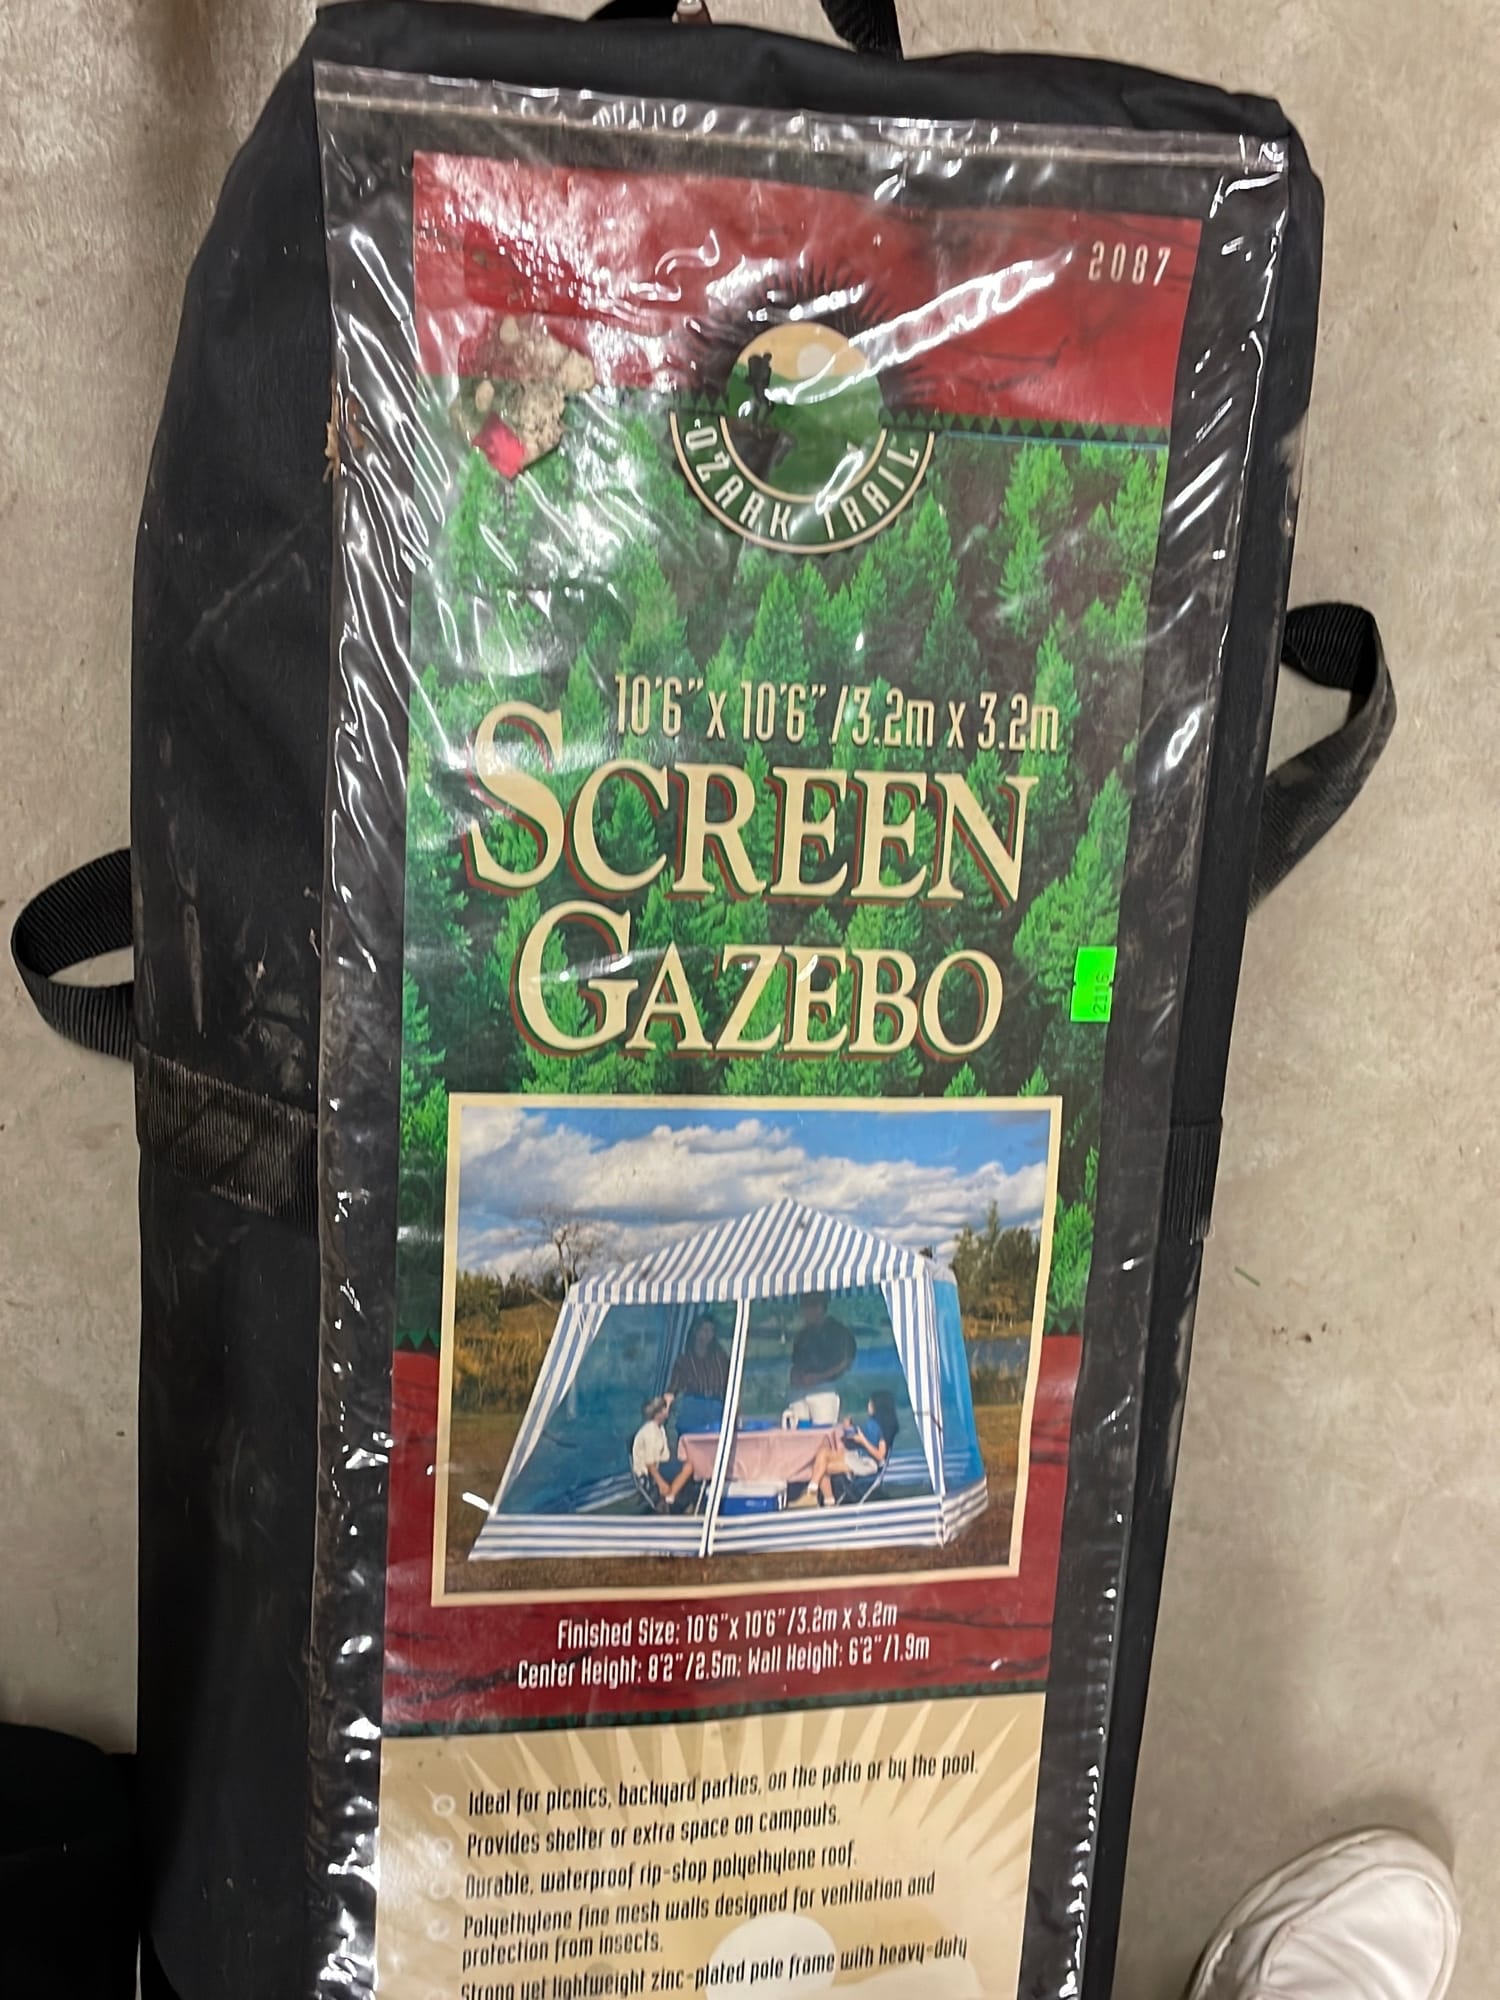 2087
OZARK TRAIL
10'6" x 10'6" / 3.2m x 3.2m
SCREEN
GAZEBO
2116
Finished Size: 10'6" x 10'6" / 3.2m x 3.2m
Center Height: 8'2" / 2.5m; Wall Height: 6'2" / 1.9m
Ideal for picnics, backyard parties, on the patio or by the pool.
Provides shelter or extra space on campouts.
Durable, waterproof rip-stop polyethylene roof.
Polyethylene fine mesh walls designed for ventilation and
protection from insects.
Strong yet lightweight zinc-plated pole frame with heavy-duty